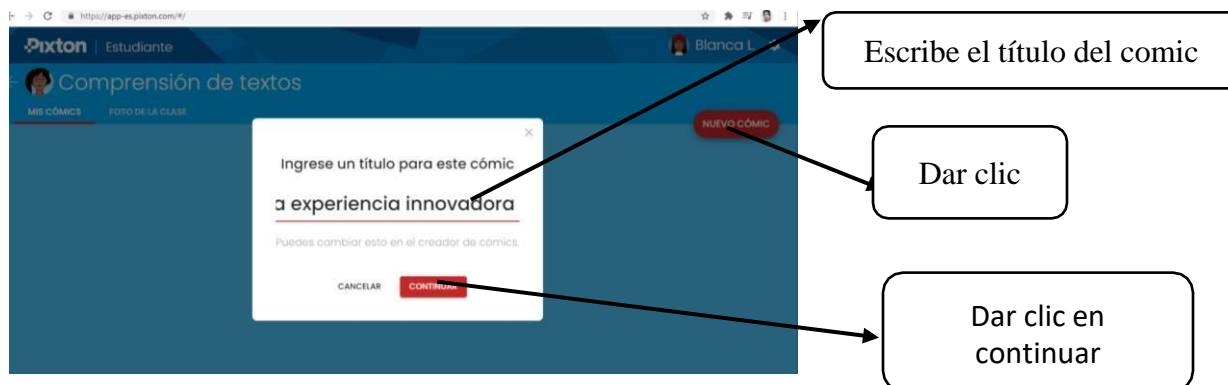 https://app-es.pixton.com/#/
Pixton | Estudiante
Blanca L.
Comprensión de textos
MIS CÓMICS FOTO DE LA CLASE
NUEVO CÓMIC
Ingrese un título para este cómic
a experiencia innovadora
Puedes cambiar esto en el creador de cómics.
CANCELAR CONTINUAR
Escribe el título del comic
Dar clic
Dar clic en
continuar